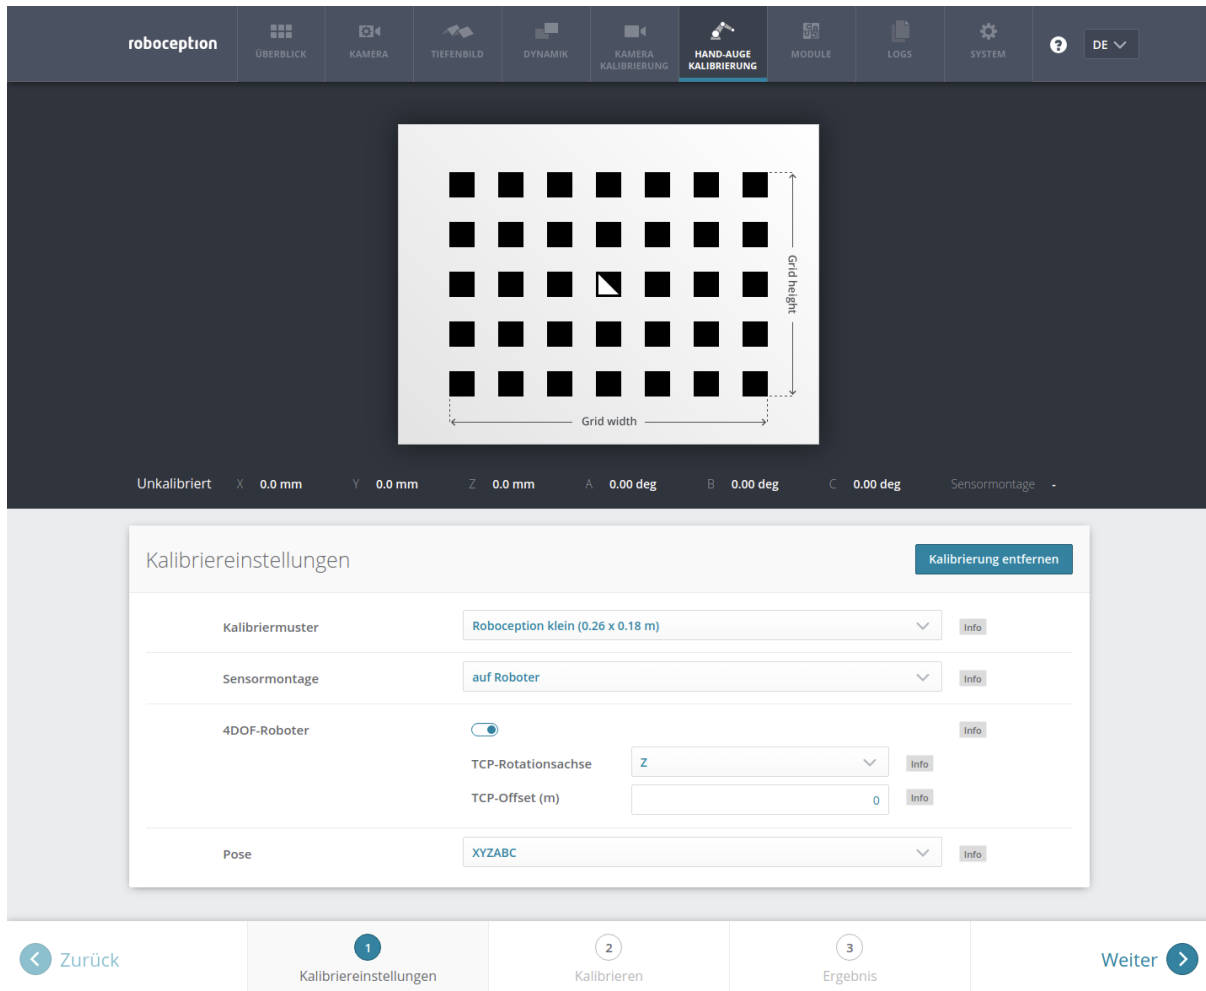 roboception
ÜBERBLICK
KAMERA
TIEFENBILD
DYNAMIK
KAMERA
KALIBRIERUNG
HAND-AUGE
KALIBRIERUNG
MODULE
LOGS
SYSTEM
?
DE
Grid height
Grid width
Unkalibriert X 0.0 mm Y 0.0 mm Z 0.0 mm A 0.00 deg B 0.00 deg C 0.00 deg Sensormontage -
Kalibriereinstellungen
Kalibrierung entfernen
Kalibriermuster Roboception klein (0.26 x 0.18 m) Info
Sensormontage auf Roboter Info
4DOF-Roboter Info
TCP-Rotationsachse Z Info
TCP-Offset (m) 0 Info
Pose XYZABC Info
Zurück
1
Kalibriereinstellungen
2
Kalibrieren
3
Ergebnis
Weiter